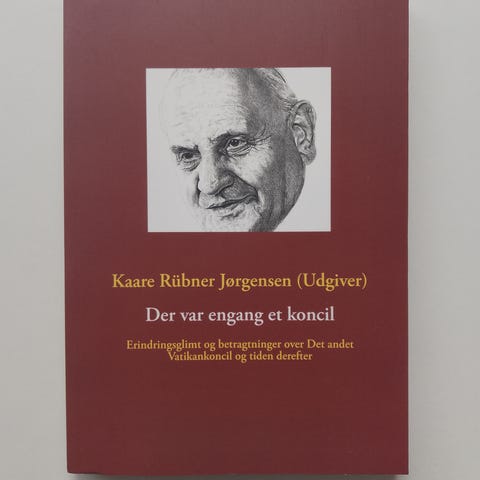 Kaare Rübner Jørgensen (Udgiver)
Der var engang et koncil
Erindringsglimt og betragtninger over Det andet
Vatikankoncil og tiden derefter